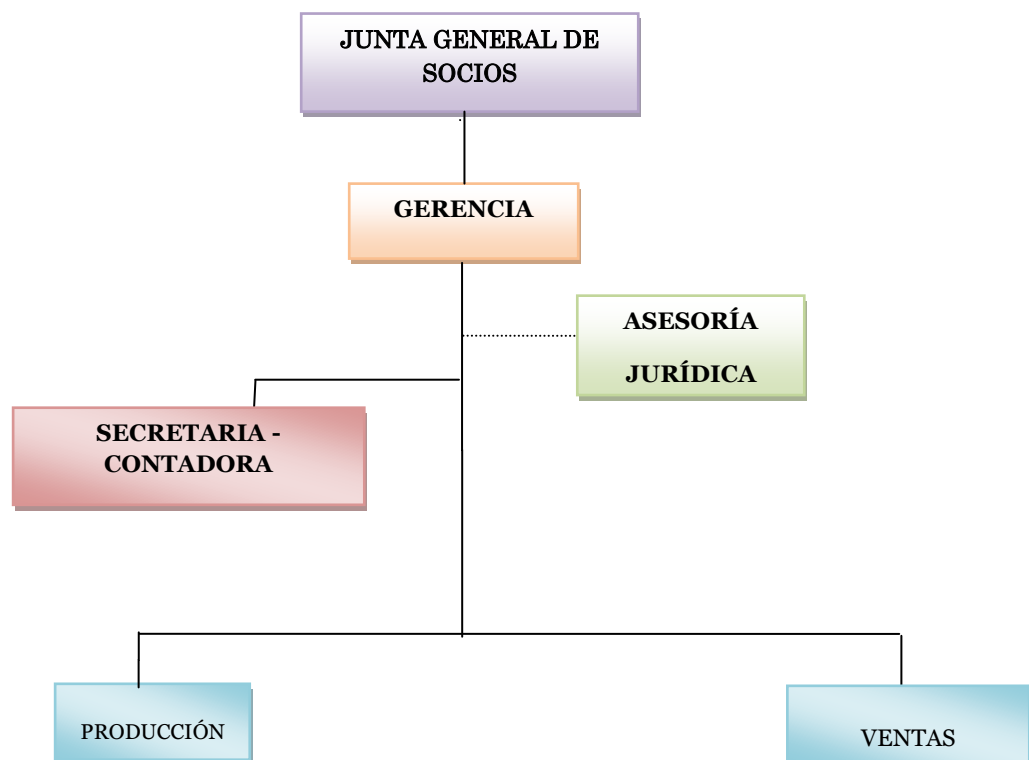 JUNTA GENERAL DE
SOCIOS
GERENCIA
ASESORÍA
JURÍDICA
SECRETARIA -
CONTADORA
PRODUCCIÓN
VENTAS